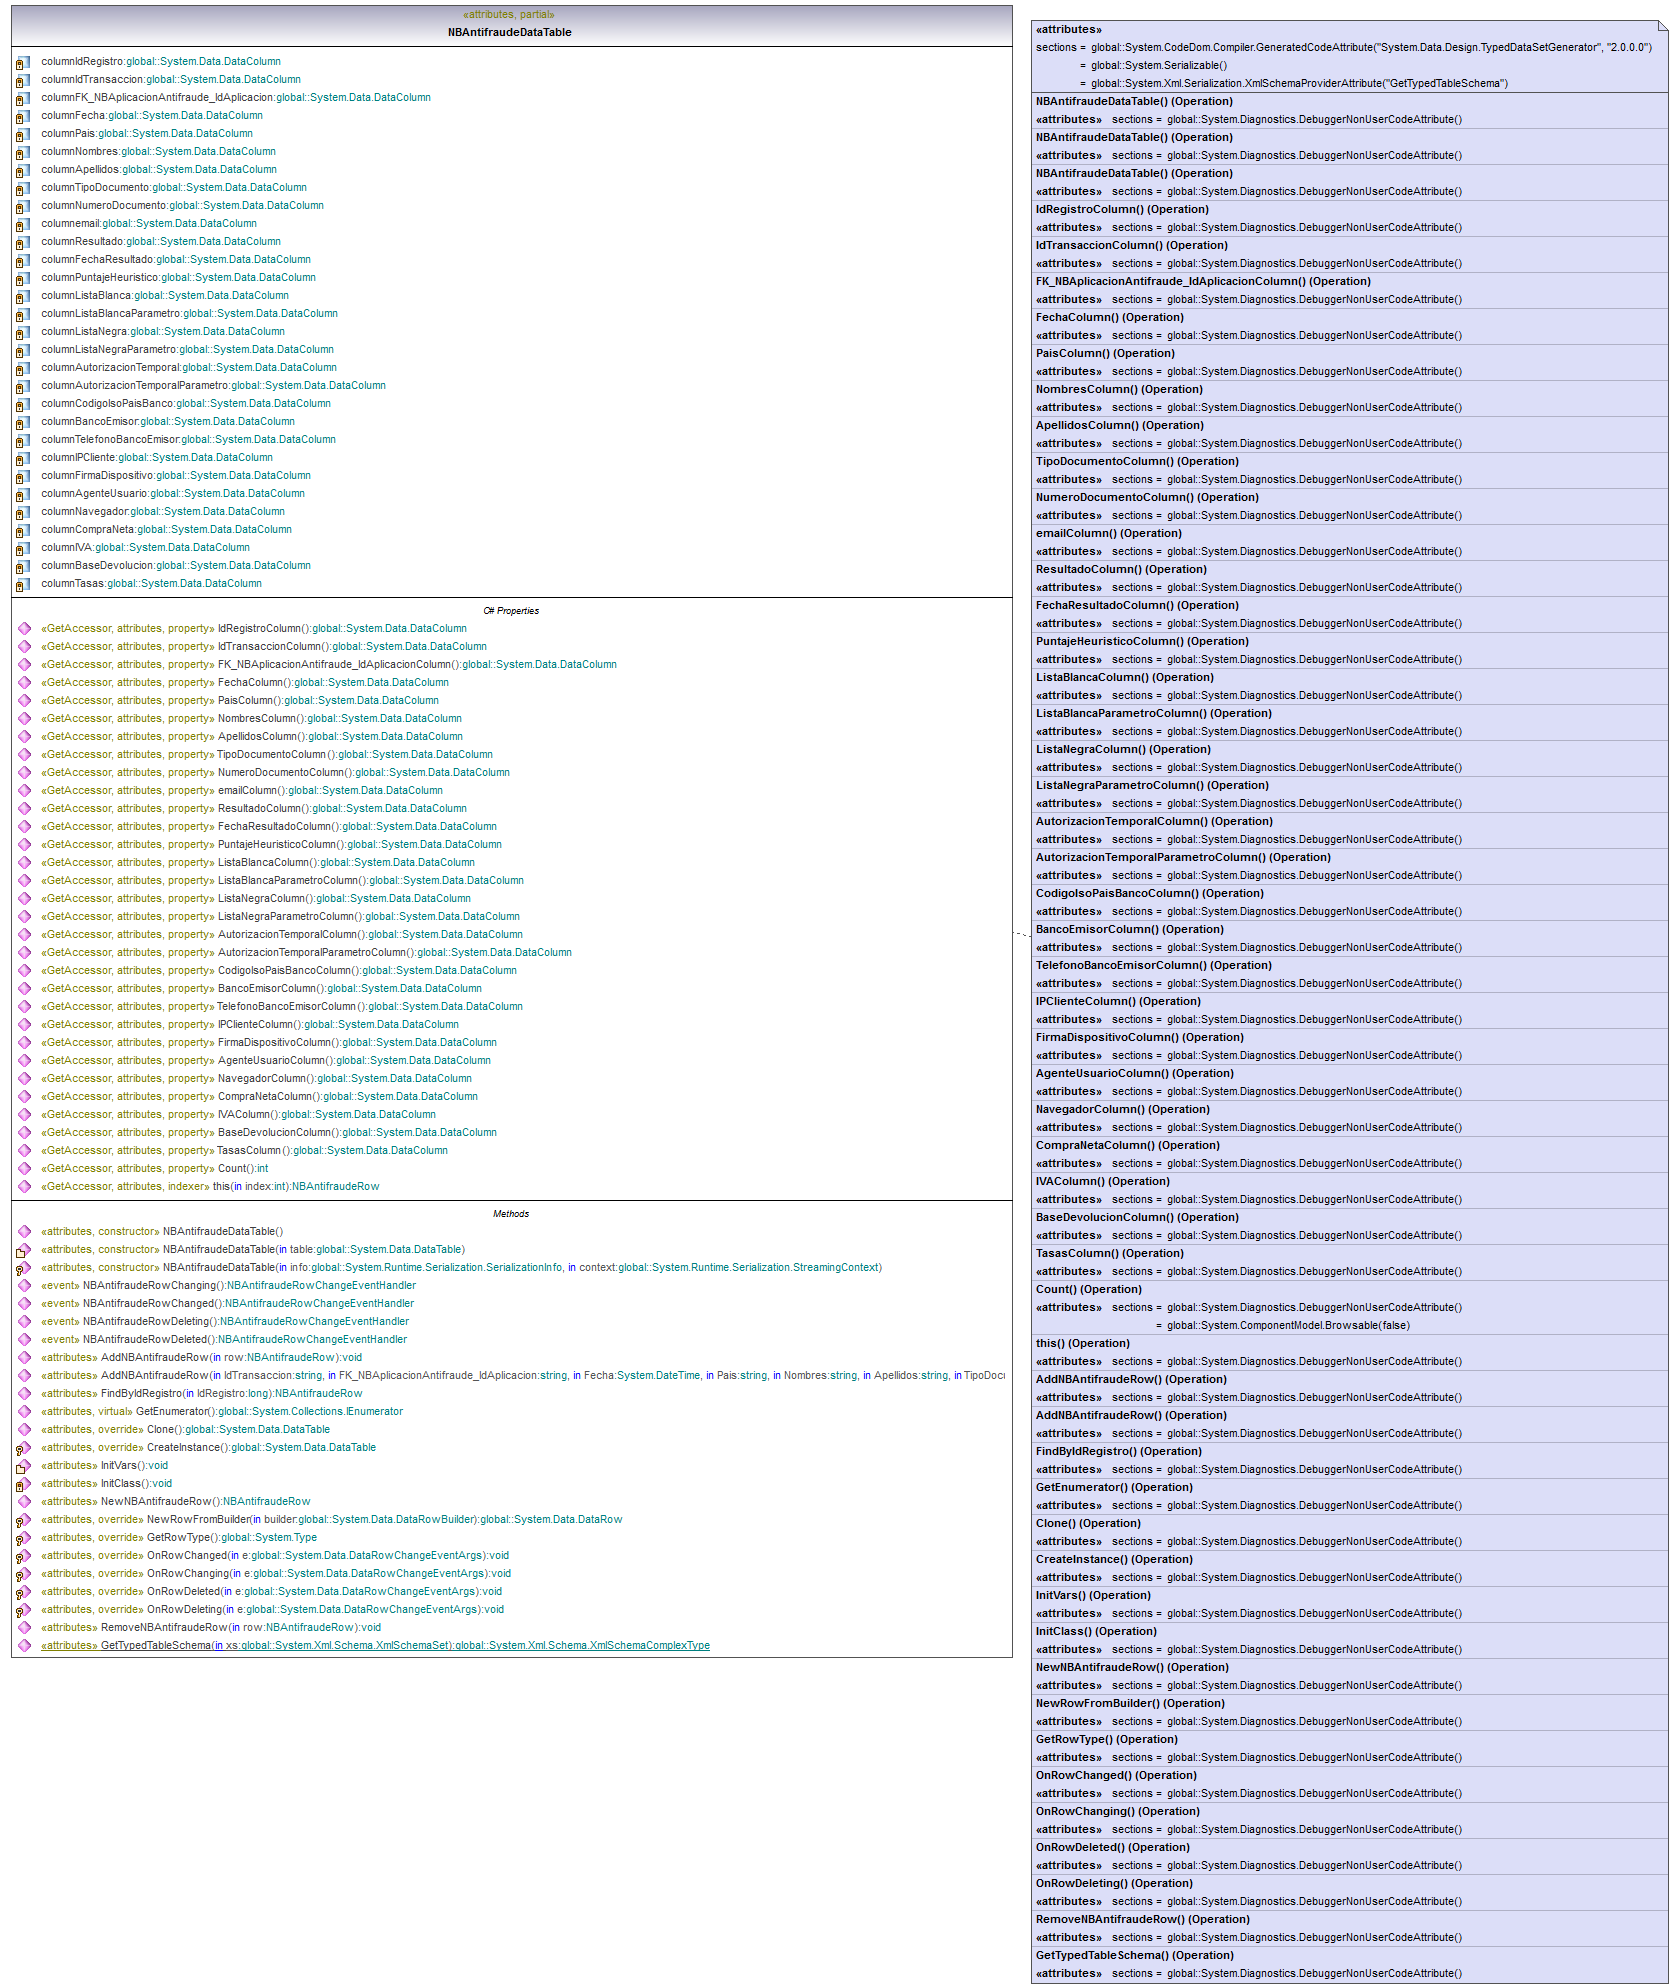 «attributes, partial»
NBAntifraudeDataTable
columnIdRegistro:global::System.Data.DataColumn
columnIdTransaccion:global::System.Data.DataColumn
columnFK_NBAplicacionAntifraude_IdAplicacion:global::System.Data.DataColumn
columnFecha:global::System.Data.DataColumn
columnPais:global::System.Data.DataColumn
columnNombres:global::System.Data.DataColumn
columnApellidos:global::System.Data.DataColumn
columnTipoDocumento:global::System.Data.DataColumn
columnNumeroDocumento:global::System.Data.DataColumn
columnemail:global::System.Data.DataColumn
columnResultado:global::System.Data.DataColumn
columnFechaResultado:global::System.Data.DataColumn
columnPuntajeHeuristico:global::System.Data.DataColumn
columnListaBlanca:global::System.Data.DataColumn
columnListaBlancaParametro:global::System.Data.DataColumn
columnListaNegra:global::System.Data.DataColumn
columnListaNegraParametro:global::System.Data.DataColumn
columnAutorizacionTemporal:global::System.Data.DataColumn
columnAutorizacionTemporalParametro:global::System.Data.DataColumn
columnCodigoIsoPaisBanco:global::System.Data.DataColumn
columnBancoEmisor:global::System.Data.DataColumn
columnTelefonoBancoEmisor:global::System.Data.DataColumn
columnIPCliente:global::System.Data.DataColumn
columnFirmaDispositivo:global::System.Data.DataColumn
columnAgenteUsuario:global::System.Data.DataColumn
columnNavegador:global::System.Data.DataColumn
columnCompraNeta:global::System.Data.DataColumn
columnIVA:global::System.Data.DataColumn
columnBaseDevolucion:global::System.Data.DataColumn
columnTasas:global::System.Data.DataColumn
C# Properties
«GetAccessor, attributes, property» IdRegistroColumn():global::System.Data.DataColumn
«GetAccessor, attributes, property» IdTransaccionColumn():global::System.Data.DataColumn
«GetAccessor, attributes, property» FK_NBAplicacionAntifraude_IdAplicacionColumn():global::System.Data.DataColumn
«GetAccessor, attributes, property» FechaColumn():global::System.Data.DataColumn
«GetAccessor, attributes, property» PaisColumn():global::System.Data.DataColumn
«GetAccessor, attributes, property» NombresColumn():global::System.Data.DataColumn
«GetAccessor, attributes, property» ApellidosColumn():global::System.Data.DataColumn
«GetAccessor, attributes, property» TipoDocumentoColumn():global::System.Data.DataColumn
«GetAccessor, attributes, property» NumeroDocumentoColumn():global::System.Data.DataColumn
«GetAccessor, attributes, property» emailColumn():global::System.Data.DataColumn
«GetAccessor, attributes, property» ResultadoColumn():global::System.Data.DataColumn
«GetAccessor, attributes, property» FechaResultadoColumn():global::System.Data.DataColumn
«GetAccessor, attributes, property» PuntajeHeuristicoColumn():global::System.Data.DataColumn
«GetAccessor, attributes, property» ListaBlancaColumn():global::System.Data.DataColumn
«GetAccessor, attributes, property» ListaBlancaParametroColumn():global::System.Data.DataColumn
«GetAccessor, attributes, property» ListaNegraColumn():global::System.Data.DataColumn
«GetAccessor, attributes, property» ListaNegraParametroColumn():global::System.Data.DataColumn
«GetAccessor, attributes, property» AutorizacionTemporalColumn():global::System.Data.DataColumn
«GetAccessor, attributes, property» AutorizacionTemporalParametroColumn():global::System.Data.DataColumn
«GetAccessor, attributes, property» CodigoIsoPaisBancoColumn():global::System.Data.DataColumn
«GetAccessor, attributes, property» BancoEmisorColumn():global::System.Data.DataColumn
«GetAccessor, attributes, property» TelefonoBancoEmisorColumn():global::System.Data.DataColumn
«GetAccessor, attributes, property» IPClienteColumn():global::System.Data.DataColumn
«GetAccessor, attributes, property» FirmaDispositivoColumn():global::System.Data.DataColumn
«GetAccessor, attributes, property» AgenteUsuarioColumn():global::System.Data.DataColumn
«GetAccessor, attributes, property» NavegadorColumn():global::System.Data.DataColumn
«GetAccessor, attributes, property» CompraNetaColumn():global::System.Data.DataColumn
«GetAccessor, attributes, property» IVAColumn():global::System.Data.DataColumn
«GetAccessor, attributes, property» BaseDevolucionColumn():global::System.Data.DataColumn
«GetAccessor, attributes, property» TasasColumn():global::System.Data.DataColumn
«GetAccessor, attributes, property» Count():int
«GetAccessor, attributes, indexer» this(in index:int):NBAntifraudeRow
Methods
«attributes, constructor» NBAntifraudeDataTable()
«attributes, constructor» NBAntifraudeDataTable(in table:global::System.Data.DataTable)
«attributes, constructor» NBAntifraudeDataTable(in info:global::System.Runtime.Serialization.SerializationInfo, in context:global::System.Runtime.Serialization.StreamingContext)
«event» NBAntifraudeRowChanging():NBAntifraudeRowChangeEventHandler
«event» NBAntifraudeRowChanged():NBAntifraudeRowChangeEventHandler
«event» NBAntifraudeRowDeleting():NBAntifraudeRowChangeEventHandler
«event» NBAntifraudeRowDeleted():NBAntifraudeRowChangeEventHandler
«attributes» AddNBAntifraudeRow(in row:NBAntifraudeRow):void
«attributes» AddNBAntifraudeRow(in IdTransaccion:string, in FK_NBAplicacionAntifraude_IdAplicacion:string, in Fecha:System.DateTime, in Pais:string, in Nombres:string, in Apellidos:string, in TipoDocu
«attributes» FindByIdRegistro(in IdRegistro:long):NBAntifraudeRow
«attributes, virtual» GetEnumerator():global::System.Collections.IEnumerator
«attributes, override» Clone():global::System.Data.DataTable
«attributes, override» CreateInstance():global::System.Data.DataTable
«attributes» InitVars():void
«attributes» InitClass():void
«attributes» NewNBAntifraudeRow():NBAntifraudeRow
«attributes, override» NewRowFromBuilder(in builder:global::System.Data.DataRowBuilder):global::System.Data.DataRow
«attributes, override» GetRowType():global::System.Type
«attributes, override» OnRowChanged(in e:global::System.Data.DataRowChangeEventArgs):void
«attributes, override» OnRowChanging(in e:global::System.Data.DataRowChangeEventArgs):void
«attributes, override» OnRowDeleted(in e:global::System.Data.DataRowChangeEventArgs):void
«attributes, override» OnRowDeleting(in e:global::System.Data.DataRowChangeEventArgs):void
«attributes» RemoveNBAntifraudeRow(in row:NBAntifraudeRow):void
«attributes» GetTypedTableSchema(in xs:global::System.Xml.Schema.XmlSchemaSet):global::System.Xml.Schema.XmlSchemaComplexType
«attributes»
sections = global::System.CodeDom.Compiler.GeneratedCodeAttribute("System.Data.Design.TypedDataSetGenerator", "2.0.0.0")
= global::System.Serializable()
= global::System.Xml.Serialization.XmlSchemaProviderAttribute("GetTypedTableSchema")
NBAntifraudeDataTable() (Operation)
«attributes» sections = global::System.Diagnostics.DebuggerNonUserCodeAttribute()
NBAntifraudeDataTable() (Operation)
«attributes» sections = global::System.Diagnostics.DebuggerNonUserCodeAttribute()
NBAntifraudeDataTable() (Operation)
«attributes» sections = global::System.Diagnostics.DebuggerNonUserCodeAttribute()
IdRegistroColumn() (Operation)
«attributes» sections = global::System.Diagnostics.DebuggerNonUserCodeAttribute()
IdTransaccionColumn() (Operation)
«attributes» sections = global::System.Diagnostics.DebuggerNonUserCodeAttribute()
FK_NBAplicacionAntifraude_IdAplicacionColumn() (Operation)
«attributes» sections = global::System.Diagnostics.DebuggerNonUserCodeAttribute()
FechaColumn() (Operation)
«attributes» sections = global::System.Diagnostics.DebuggerNonUserCodeAttribute()
PaisColumn() (Operation)
«attributes» sections = global::System.Diagnostics.DebuggerNonUserCodeAttribute()
NombresColumn() (Operation)
«attributes» sections = global::System.Diagnostics.DebuggerNonUserCodeAttribute()
ApellidosColumn() (Operation)
«attributes» sections = global::System.Diagnostics.DebuggerNonUserCodeAttribute()
TipoDocumentoColumn() (Operation)
«attributes» sections = global::System.Diagnostics.DebuggerNonUserCodeAttribute()
NumeroDocumentoColumn() (Operation)
«attributes» sections = global::System.Diagnostics.DebuggerNonUserCodeAttribute()
emailColumn() (Operation)
«attributes» sections = global::System.Diagnostics.DebuggerNonUserCodeAttribute()
ResultadoColumn() (Operation)
«attributes» sections = global::System.Diagnostics.DebuggerNonUserCodeAttribute()
FechaResultadoColumn() (Operation)
«attributes» sections = global::System.Diagnostics.DebuggerNonUserCodeAttribute()
PuntajeHeuristicoColumn() (Operation)
«attributes» sections = global::System.Diagnostics.DebuggerNonUserCodeAttribute()
ListaBlancaColumn() (Operation)
«attributes» sections = global::System.Diagnostics.DebuggerNonUserCodeAttribute()
ListaBlancaParametroColumn() (Operation)
«attributes» sections = global::System.Diagnostics.DebuggerNonUserCodeAttribute()
ListaNegraColumn() (Operation)
«attributes» sections = global::System.Diagnostics.DebuggerNonUserCodeAttribute()
ListaNegraParametroColumn() (Operation)
«attributes» sections = global::System.Diagnostics.DebuggerNonUserCodeAttribute()
AutorizacionTemporalColumn() (Operation)
«attributes» sections = global::System.Diagnostics.DebuggerNonUserCodeAttribute()
AutorizacionTemporalParametroColumn() (Operation)
«attributes» sections = global::System.Diagnostics.DebuggerNonUserCodeAttribute()
CodigoIsoPaisBancoColumn() (Operation)
«attributes» sections = global::System.Diagnostics.DebuggerNonUserCodeAttribute()
BancoEmisorColumn() (Operation)
«attributes» sections = global::System.Diagnostics.DebuggerNonUserCodeAttribute()
TelefonoBancoEmisorColumn() (Operation)
«attributes» sections = global::System.Diagnostics.DebuggerNonUserCodeAttribute()
IPClienteColumn() (Operation)
«attributes» sections = global::System.Diagnostics.DebuggerNonUserCodeAttribute()
FirmaDispositivoColumn() (Operation)
«attributes» sections = global::System.Diagnostics.DebuggerNonUserCodeAttribute()
AgenteUsuarioColumn() (Operation)
«attributes» sections = global::System.Diagnostics.DebuggerNonUserCodeAttribute()
NavegadorColumn() (Operation)
«attributes» sections = global::System.Diagnostics.DebuggerNonUserCodeAttribute()
CompraNetaColumn() (Operation)
«attributes» sections = global::System.Diagnostics.DebuggerNonUserCodeAttribute()
IVAColumn() (Operation)
«attributes» sections = global::System.Diagnostics.DebuggerNonUserCodeAttribute()
BaseDevolucionColumn() (Operation)
«attributes» sections = global::System.Diagnostics.DebuggerNonUserCodeAttribute()
TasasColumn() (Operation)
«attributes» sections = global::System.Diagnostics.DebuggerNonUserCodeAttribute()
Count() (Operation)
«attributes» sections = global::System.Diagnostics.DebuggerNonUserCodeAttribute()
= global::System.ComponentModel.Browsable(false)
this() (Operation)
«attributes» sections = global::System.Diagnostics.DebuggerNonUserCodeAttribute()
AddNBAntifraudeRow() (Operation)
«attributes» sections = global::System.Diagnostics.DebuggerNonUserCodeAttribute()
AddNBAntifraudeRow() (Operation)
«attributes» sections = global::System.Diagnostics.DebuggerNonUserCodeAttribute()
FindByIdRegistro() (Operation)
«attributes» sections = global::System.Diagnostics.DebuggerNonUserCodeAttribute()
GetEnumerator() (Operation)
«attributes» sections = global::System.Diagnostics.DebuggerNonUserCodeAttribute()
Clone() (Operation)
«attributes» sections = global::System.Diagnostics.DebuggerNonUserCodeAttribute()
CreateInstance() (Operation)
«attributes» sections = global::System.Diagnostics.DebuggerNonUserCodeAttribute()
InitVars() (Operation)
«attributes» sections = global::System.Diagnostics.DebuggerNonUserCodeAttribute()
InitClass() (Operation)
«attributes» sections = global::System.Diagnostics.DebuggerNonUserCodeAttribute()
NewNBAntifraudeRow() (Operation)
«attributes» sections = global::System.Diagnostics.DebuggerNonUserCodeAttribute()
NewRowFromBuilder() (Operation)
«attributes» sections = global::System.Diagnostics.DebuggerNonUserCodeAttribute()
GetRowType() (Operation)
«attributes» sections = global::System.Diagnostics.DebuggerNonUserCodeAttribute()
OnRowChanged() (Operation)
«attributes» sections = global::System.Diagnostics.DebuggerNonUserCodeAttribute()
OnRowChanging() (Operation)
«attributes» sections = global::System.Diagnostics.DebuggerNonUserCodeAttribute()
OnRowDeleted() (Operation)
«attributes» sections = global::System.Diagnostics.DebuggerNonUserCodeAttribute()
OnRowDeleting() (Operation)
«attributes» sections = global::System.Diagnostics.DebuggerNonUserCodeAttribute()
RemoveNBAntifraudeRow() (Operation)
«attributes» sections = global::System.Diagnostics.DebuggerNonUserCodeAttribute()
GetTypedTableSchema() (Operation)
«attributes» sections = global::System.Diagnostics.DebuggerNonUserCodeAttribute()